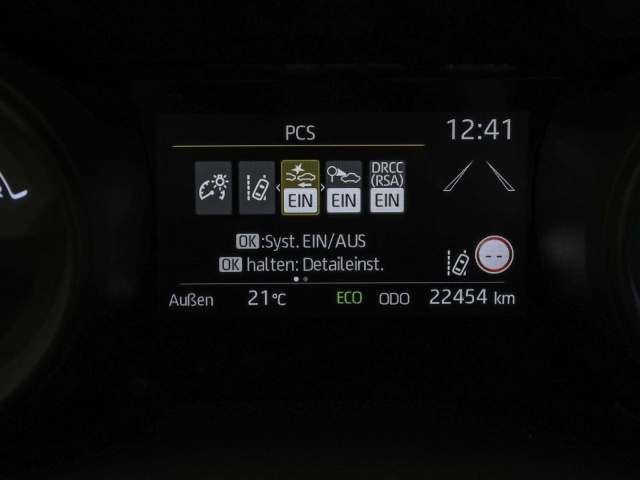 PCS
12:41
EIN
EIN
DRCC
(RSA)
EIN
OK :Syst. EIN/AUS
OK halten: Detaileinst.
--
Außen 21°C ECO ODO 22454 km